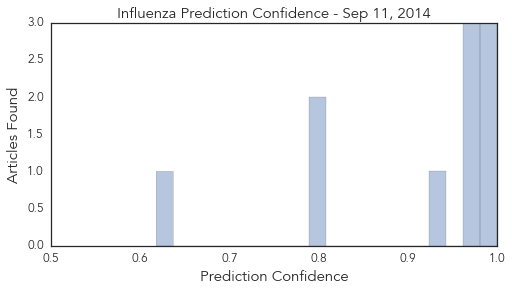 Influenza Prediction Confidence - Sep 11, 2014
3.0
2.5
2.0
1.5
1.0
0.5
0.0
Articles Found
0.5 0.6 0.7 0.8 0.9 1.0
Prediction Confidence